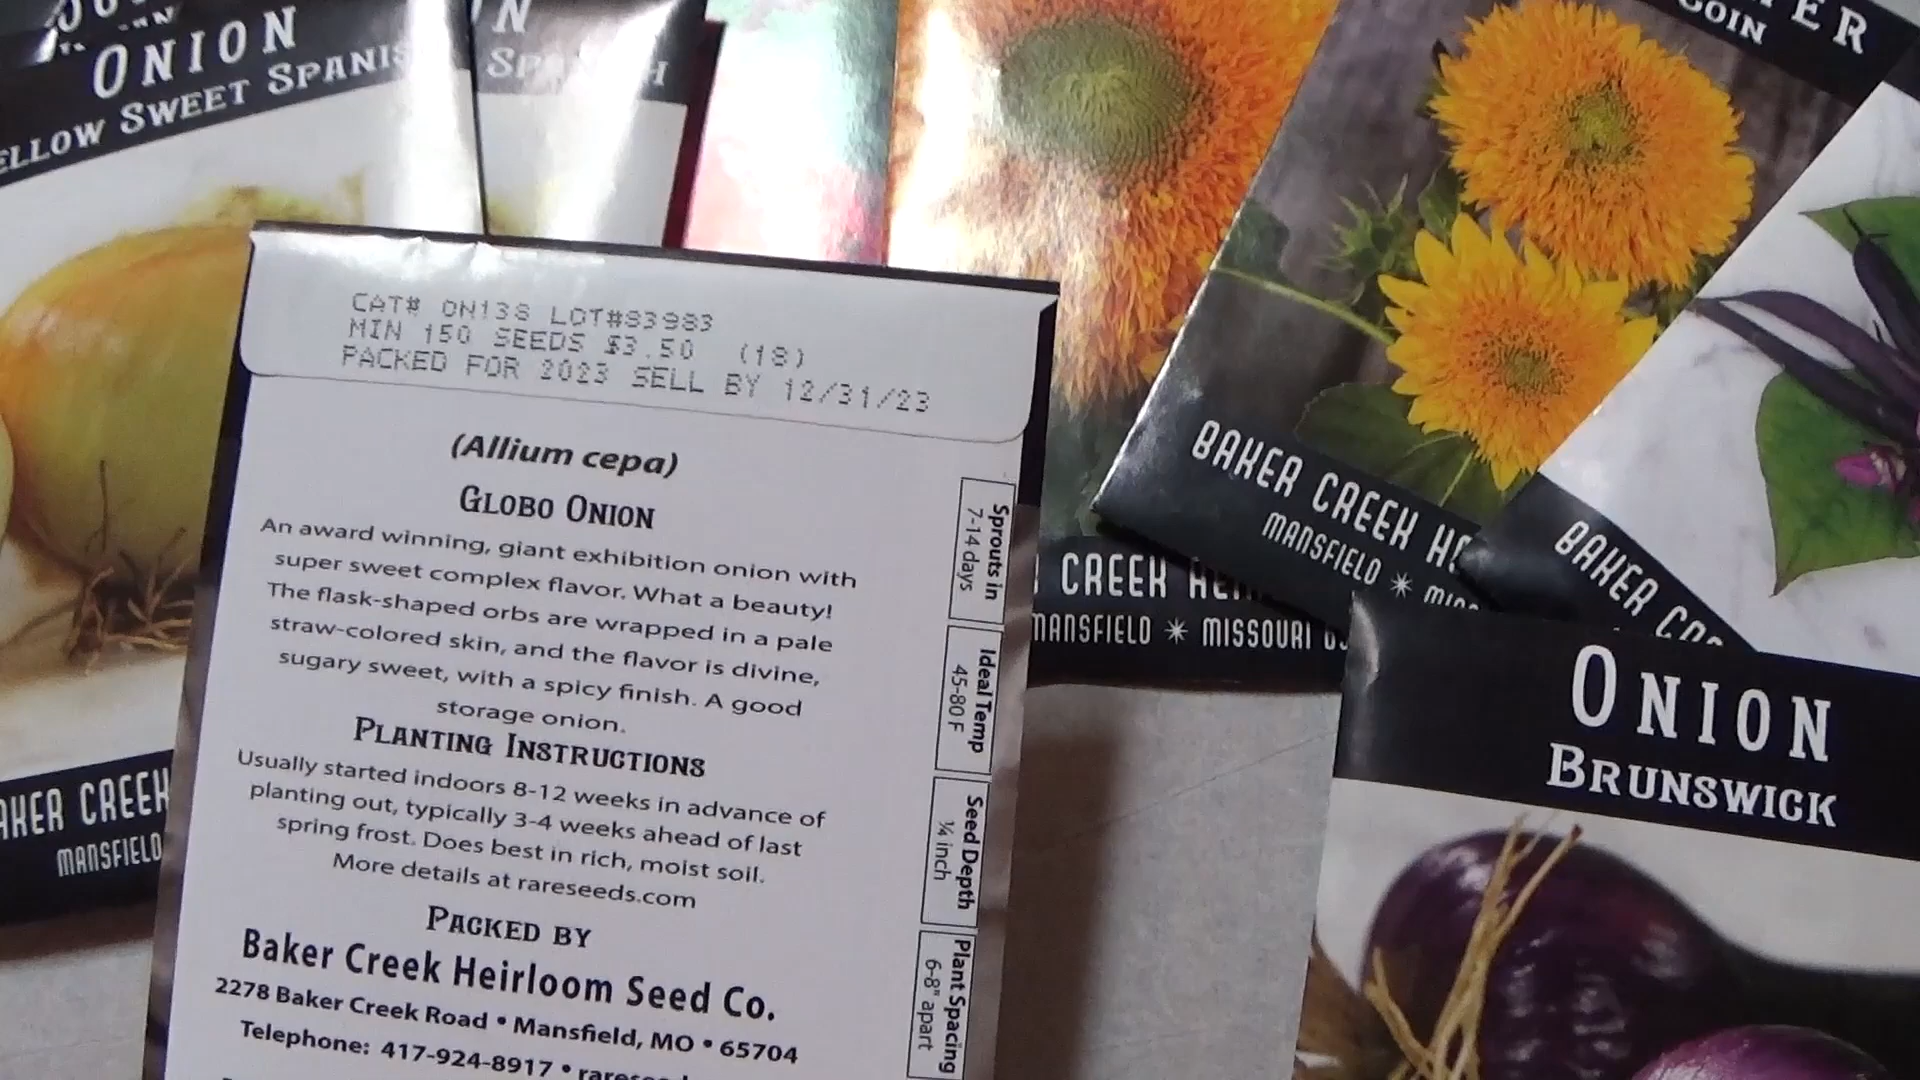 ONION
SWEET SPANIS
CAT# ON138 LOT#83983
MIN 150 SEEDS $3.50 (18)
PACKED FOR 2023 SELL BY 12/31/23
(Allium cepa)
GLOBO ONION
An award winning, giant exhibition onion with
super sweet complex flavor. What a beauty!
The flask-shaped orbs are wrapped in a pale
straw-colored skin, and the flavor is divine,
sugary sweet, with a spicy finish. A good
storage onion.
PLANTING INSTRUCTIONS
Usually started indoors 8-12 weeks in advance of
planting out, typically 3-4 weeks ahead of last
spring frost. Does best in rich, moist soil.
More details at rareseeds.com
PACKED BY
Baker Creek Heirloom Seed Co.
2278 Baker Creek Road • Mansfield, MO • 65704
Telephone: 417-924-8917 •
Sprouts in
7-14 days
Ideal Temp
45-80 F
Seed Depth
¼ inch
Plant Spacing
6-8" apart
CREEK
MANSFIELD
CREEK
MANSFIELD ✴ MISSOURI
GOIN
BAKER CREEK
MANSFIELD ✴
BAKER
ONION
BRUNSWICK